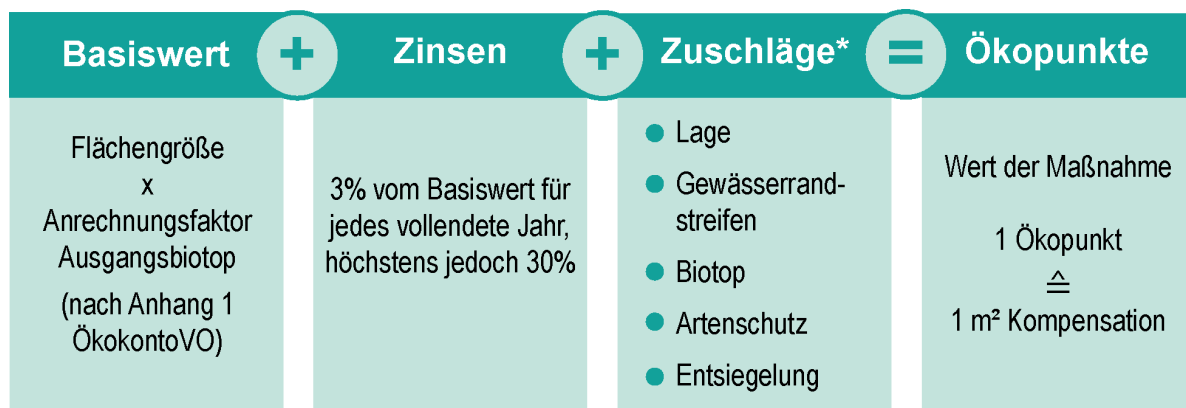 Basiswert + Zinsen + Zuschläge* = Ökopunkte
Flächengröße
x
Anrechnungsfaktor
Ausgangsbiotop
(nach Anhang 1
ÖkokontoVO)
3% vom Basiswert für
jedes vollendete Jahr,
höchstens jedoch 30%
Lage
Gewässerrand-
streifen
Biotop
Artenschutz
Entsiegelung
Wert der Maßnahme
1 Ökopunkt
≙
1 m² Kompensation